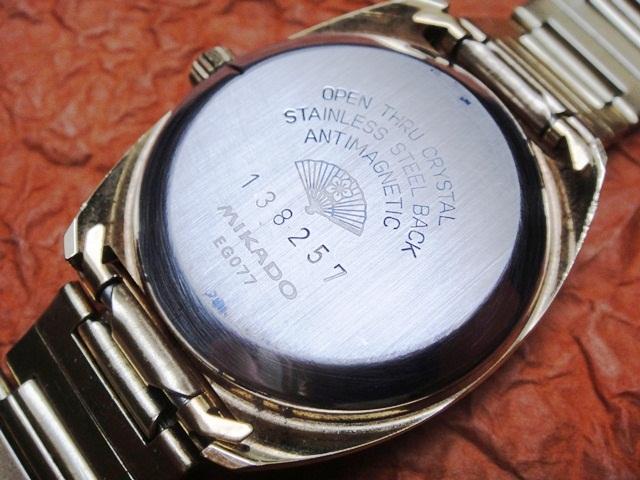 OPEN THRU CRYSTAL
STAINLESS STEEL BACK
ANTIMAGNETIC
138257
MIKADO
EG077